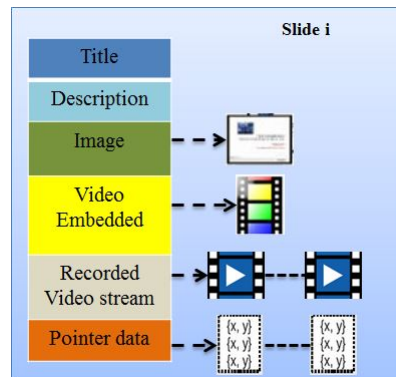 Slide i
Title
Description
Image
Video
Embedded
Recorded
Video stream
Pointer data
{x, y}
{x, y}
{x, y}
{x, y}
{x, y}
{x, y}